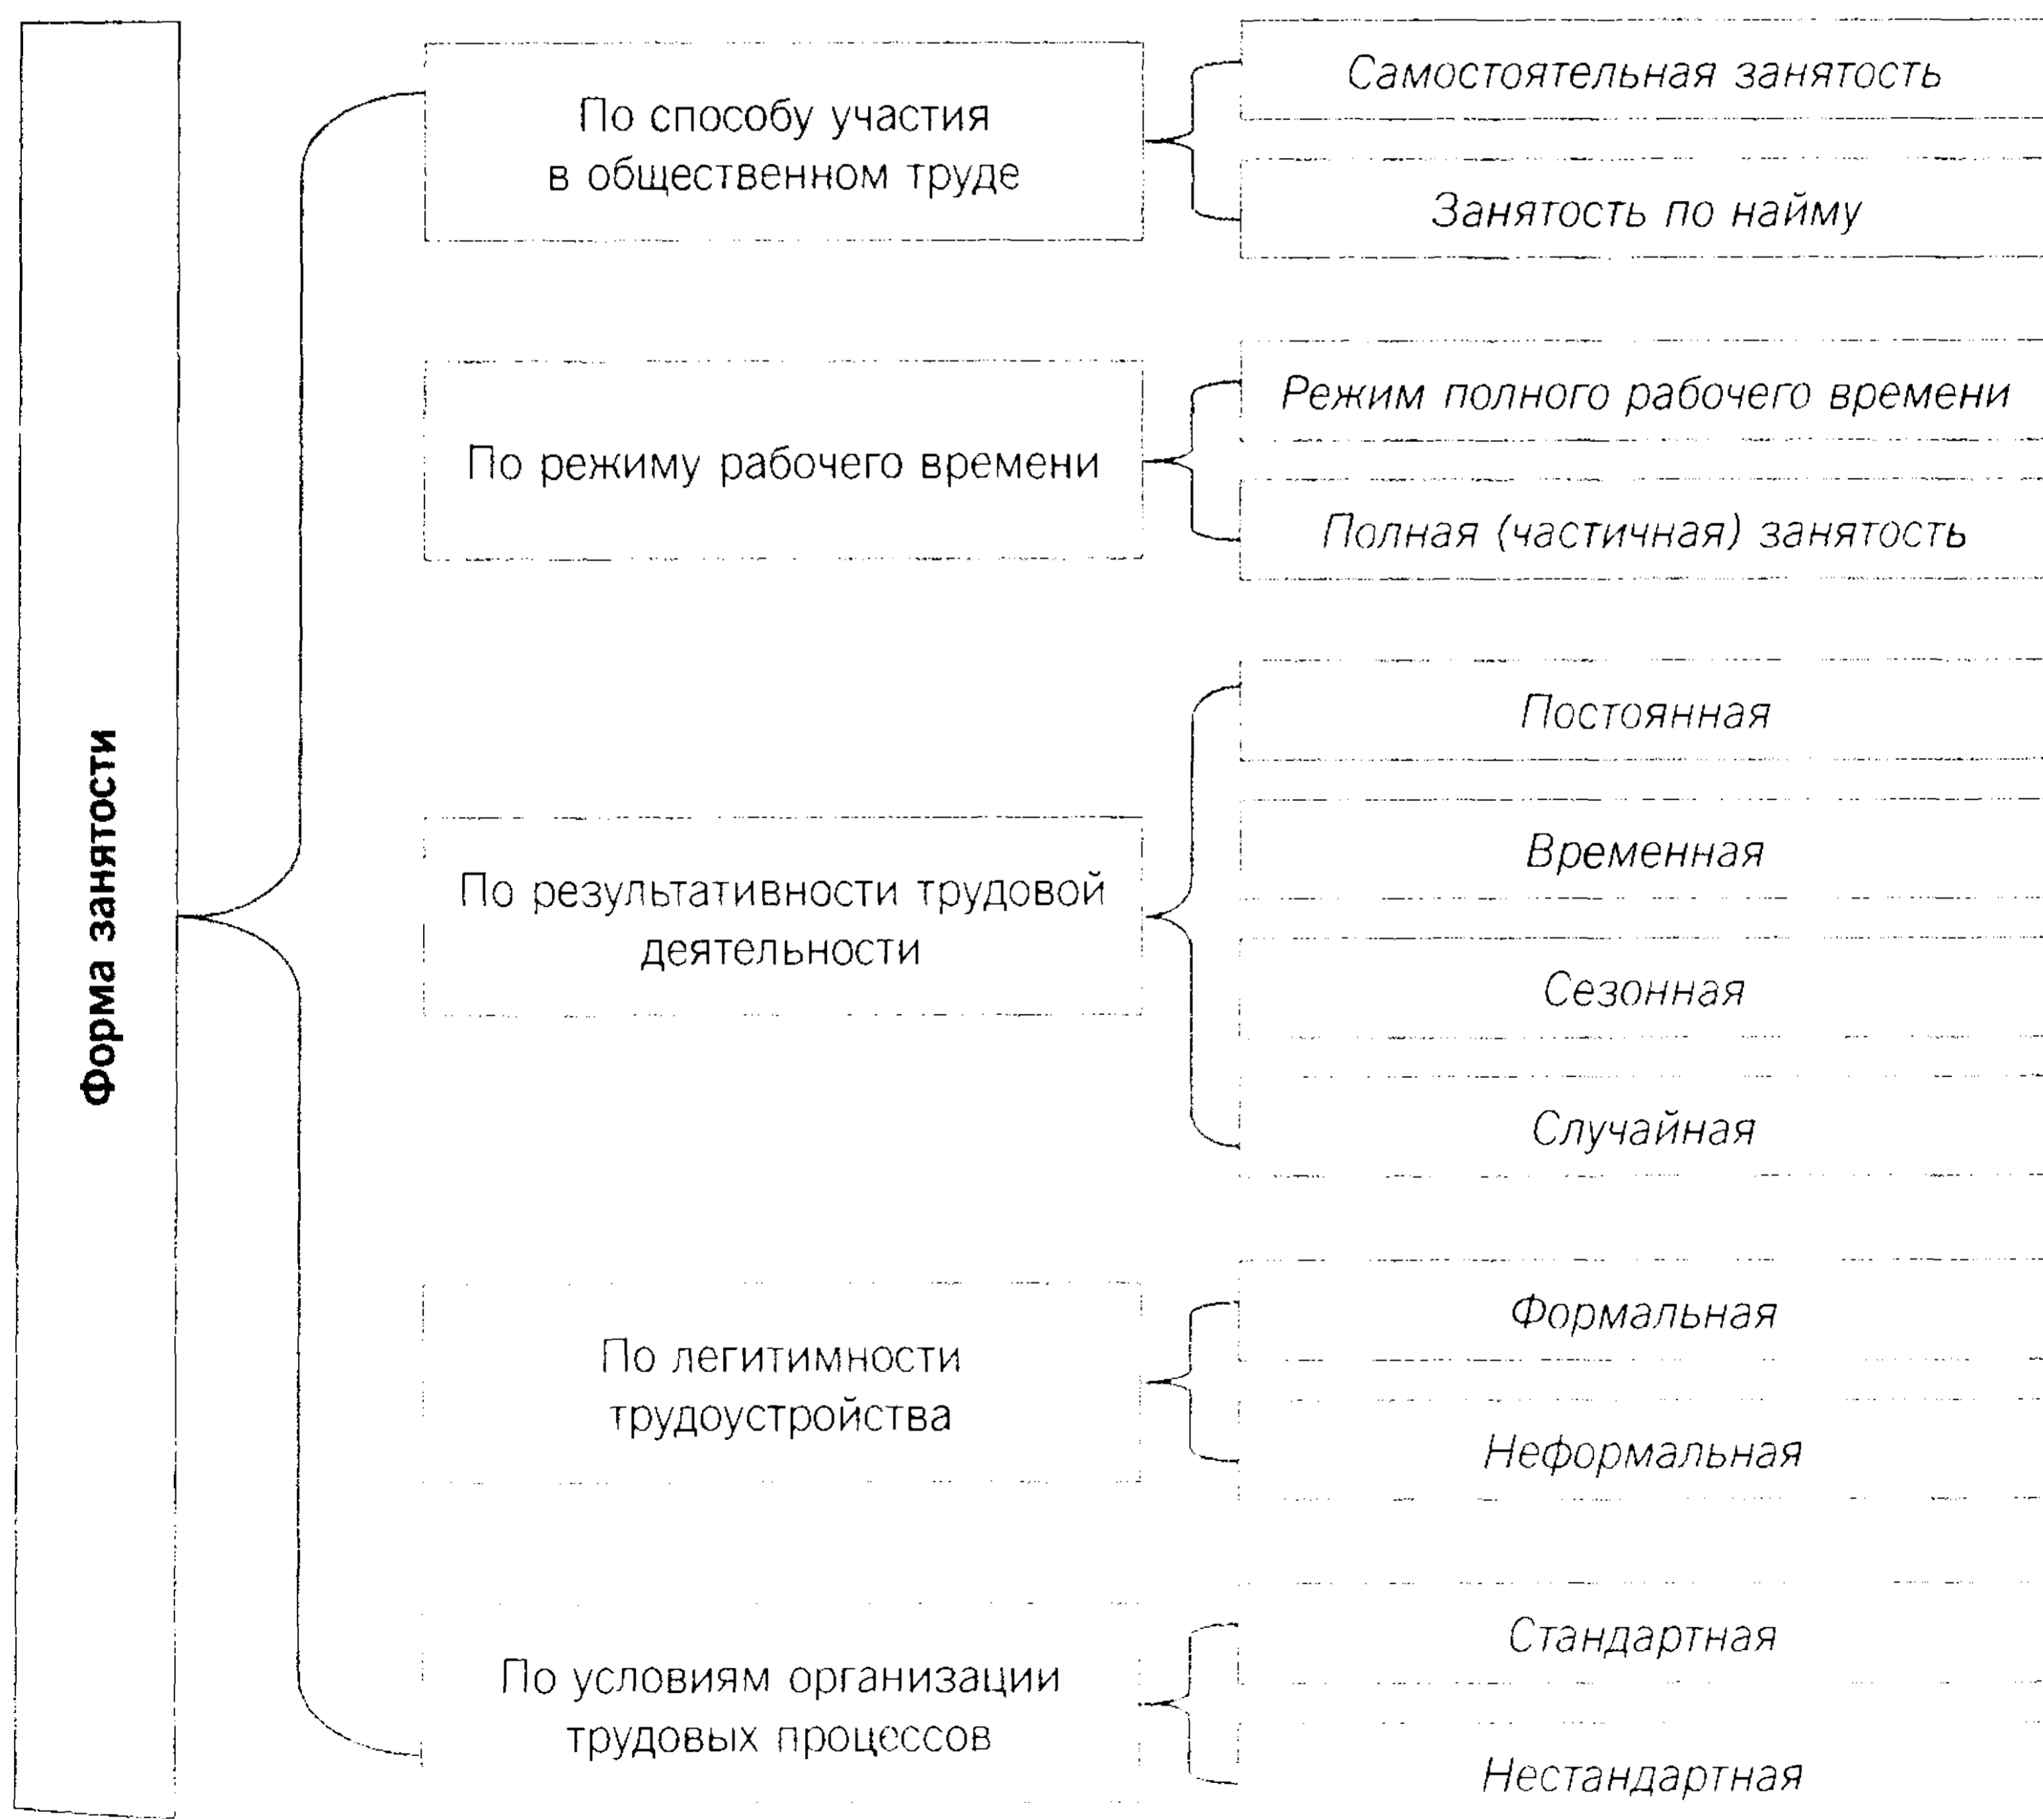 Форма занятости
По способу участия
в общественном труде
Самостоятельная занятость
Занятость по найму
По режиму рабочего времени
Режим полного рабочего времени
Полная (частичная) занятость
По результативности трудовой
деятельности
Постоянная
Временная
Сезонная
Случайная
По легитимности
трудоустройства
Формальная
Неформальная
По условиям организации
трудовых процессов
Стандартная
Нестандартная